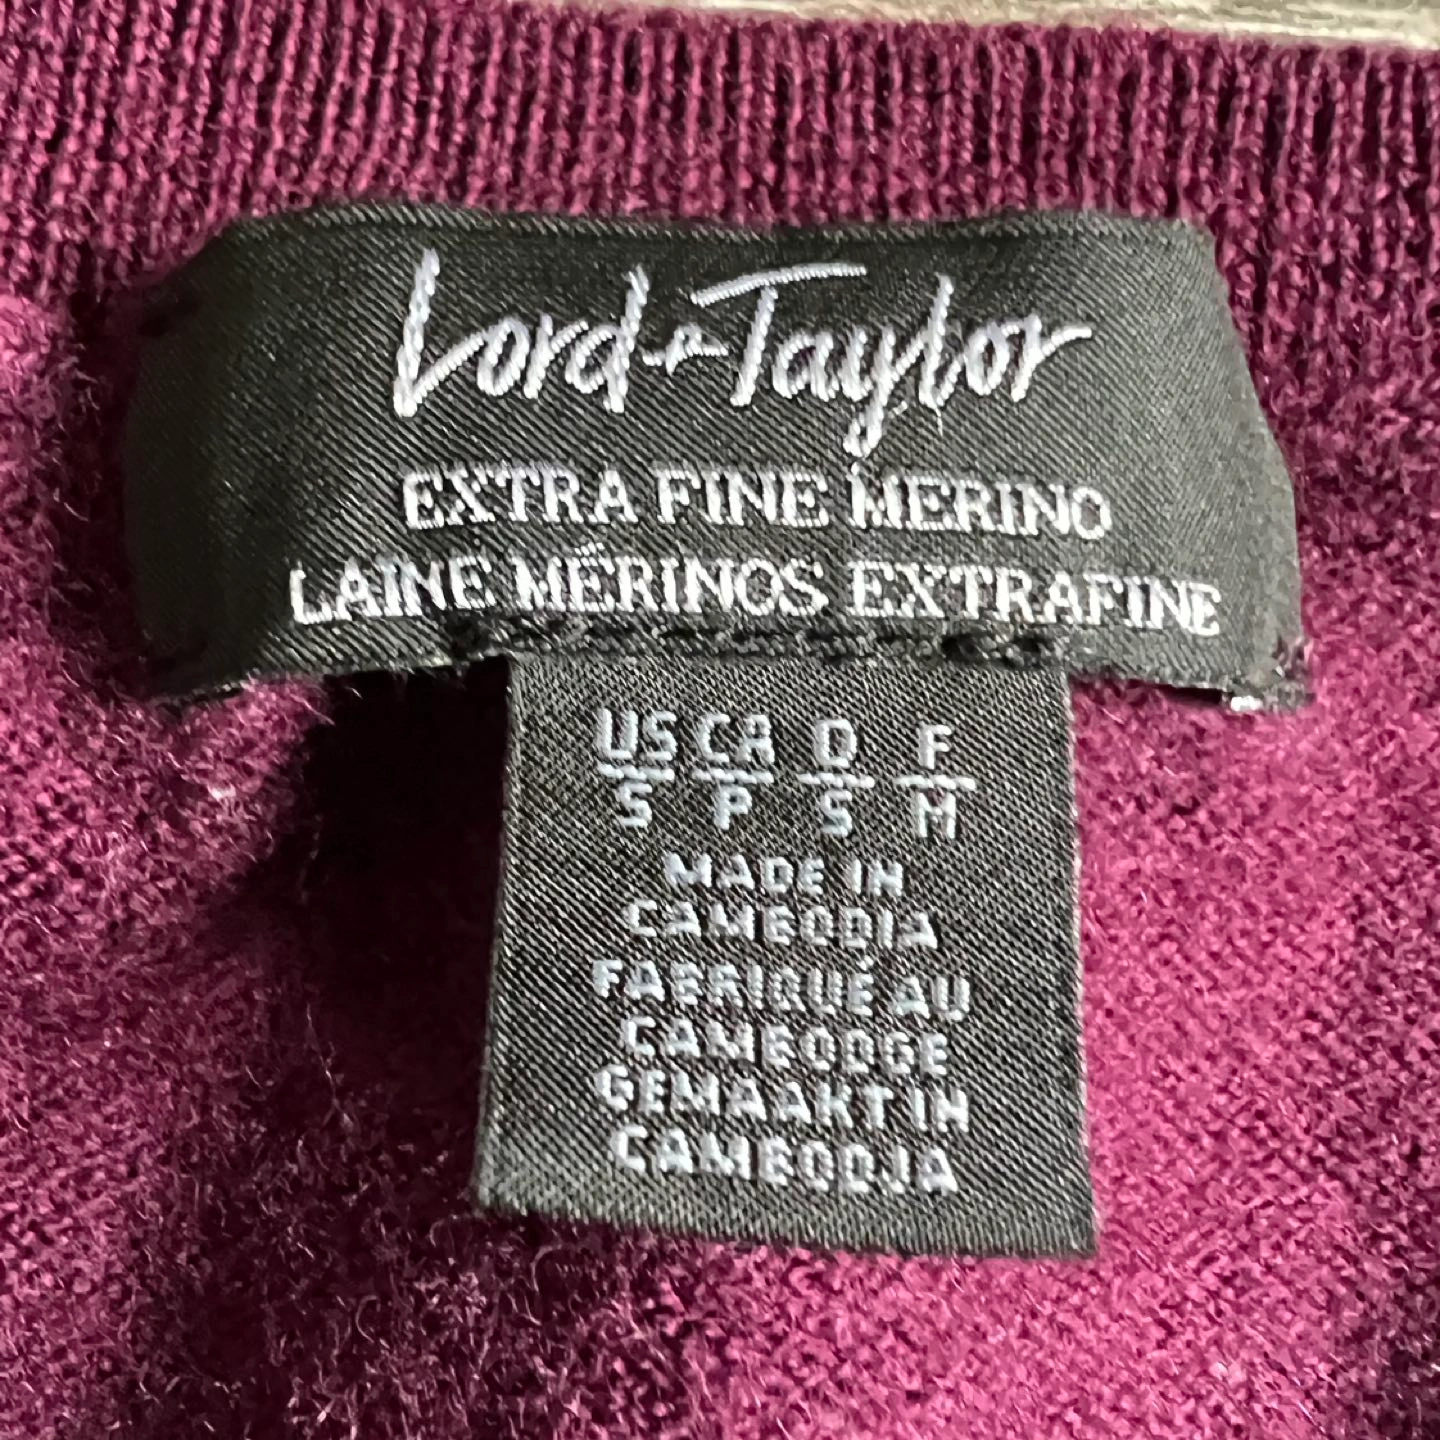 Lord + Taylor
EXTRA FINE MERINO
LAINE MÉRINOS EXTRAFINE
US CA D F
S P S M
MADE IN
CAMBODIA
FABRIQUÉ AU
CAMBODGE
GEMAAKT IN
CAMBODJA